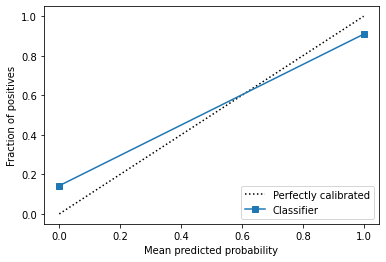 1.0
0.8
0.6
0.4
0.2
0.0
Fraction of positives
Perfectly calibrated
Classifier
0.0 0.2 0.4 0.6 0.8 1.0
Mean predicted probability